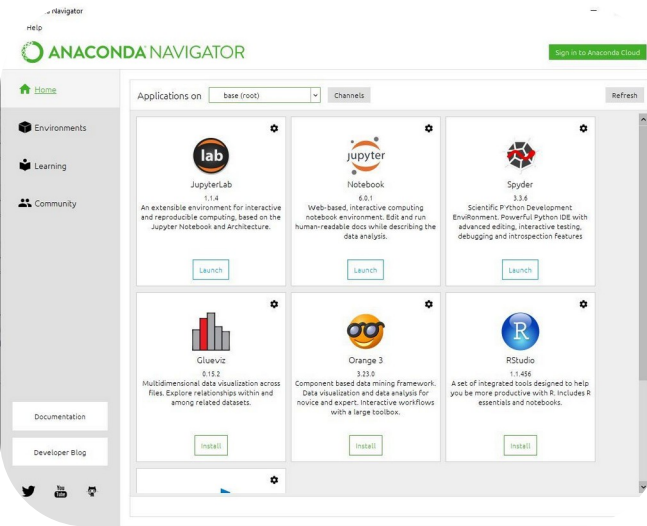 Navigator
Help
ANACONDA NAVIGATOR
Sign in to Anaconda Cloud
Home
Applications on
base (root)
Channels
Refresh
Environments
Learning
Community
lab
JupyterLab
1.1.4
An extensible environment for interactive
and reproducible computing, based on the
Jupyter Notebook and Architecture.
Launch
jupyter
Notebook
6.0.1
Web-based, interactive computing
notebook environment. Edit and run
human-readable docs while describing the
data analysis.
Launch
Spyder
3.3.6
Scientific PYthon Development
EnviRonment. Powerful Python IDE with
advanced editing, interactive testing,
debugging and introspection features
Launch
Glueviz
0.15.2
Multidimensional data visualization across
files. Explore relationships within and
among related datasets.
Install
Orange 3
3.23.0
Component based data mining framework.
Data visualization and data analysis for
novice and expert. Interactive workflows
with a large toolbox.
Install
R
RStudio
1.1.456
A set of integrated tools designed to help
you be more productive with R. Includes R
essentials and notebooks.
Install
Documentation
Developer Blog
You
Tube